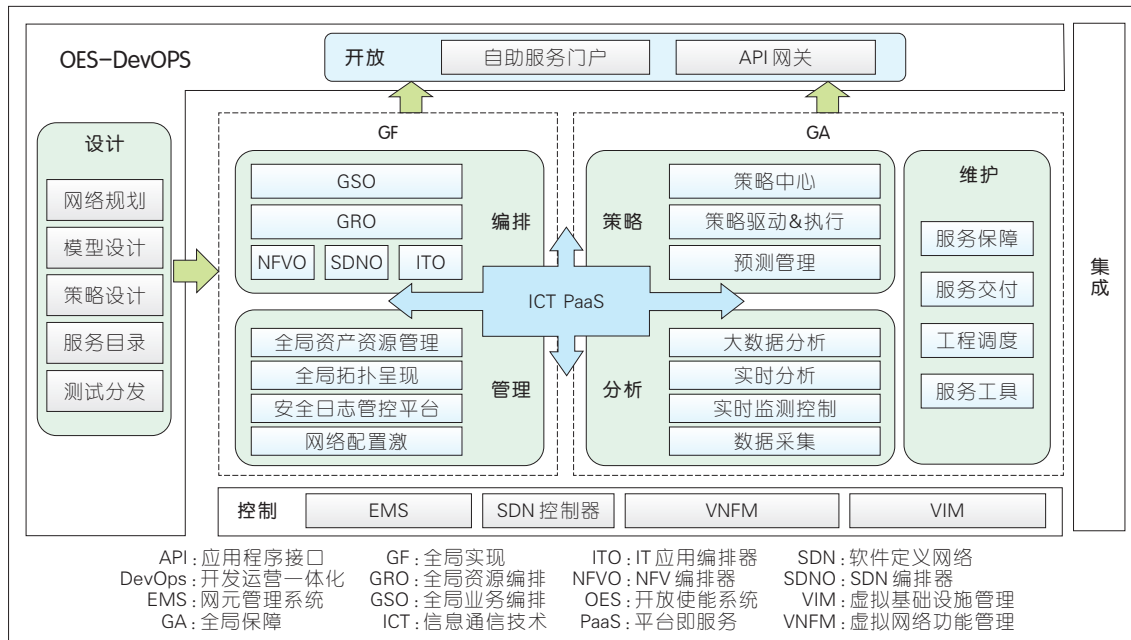 OES-DevOPS
开放
自助服务门户
API 网关
设计
网络规划
模型设计
策略设计
服务目录
测试分发
GF
GSO
GRO
NFVO
SDNO
ITO
编排
GA
策略
策略中心
策略驱动&执行
预测管理
维护
服务保障
服务交付
工程调度
服务工具
集成
ICT PaaS
全局资产资源管理
全局拓扑呈现
安全日志管控平台
网络配置激
管理
分析
大数据分析
实时分析
实时监测控制
数据采集
控制
EMS
SDN 控制器
VNFM
VIM
API：应用程序接口
DevOps：开发运营一体化
EMS：网元管理系统
GA：全局保障
GF：全局实现
GRO：全局资源编排
GSO：全局业务编排
ICT：信息通信技术
ITO：IT 应用编排器
NFVO：NFV 编排器
OES：开放使能系统
PaaS：平台即服务
SDN：软件定义网络
SDNO：SDN 编排器
VIM：虚拟基础设施管理
VNFM：虚拟网络功能管理